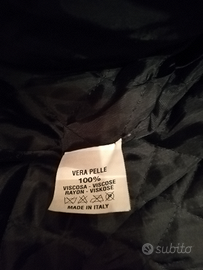 VERA PELLE
100%
VISCOSA - VISCOSE
RAYON - VISKOSE
MADE IN ITALY
subito